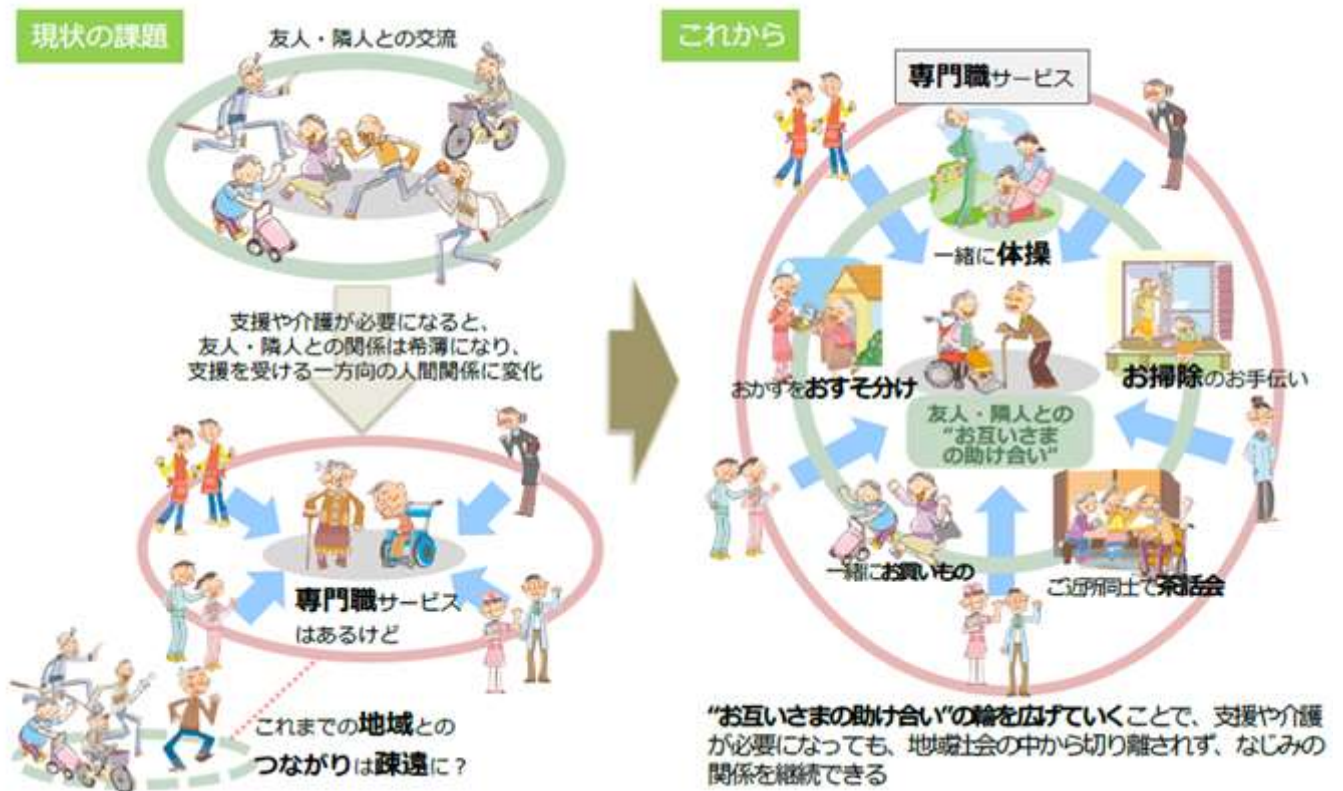 現状の課題
友人・隣人との交流
支援や介護が必要になると、
友人・隣人との関係は希薄になり、
支援を受ける一方向の人間関係に変化
専門職サービス
はあるけど
これまでの地域との
つながりは疎遠に？
これから
専門職サービス
一緒に体操
おかずをおすそ分け
お掃除のお手伝い
友人・隣人との
“お互いさま
の助け合い”
一緒にお買いもの
ご近所同士で茶話会
“お互いさまの助け合い”の輪を広げていくことで、支援や介護
が必要になっても、地域社会の中から切り離されず、なじみの
関係を継続できる